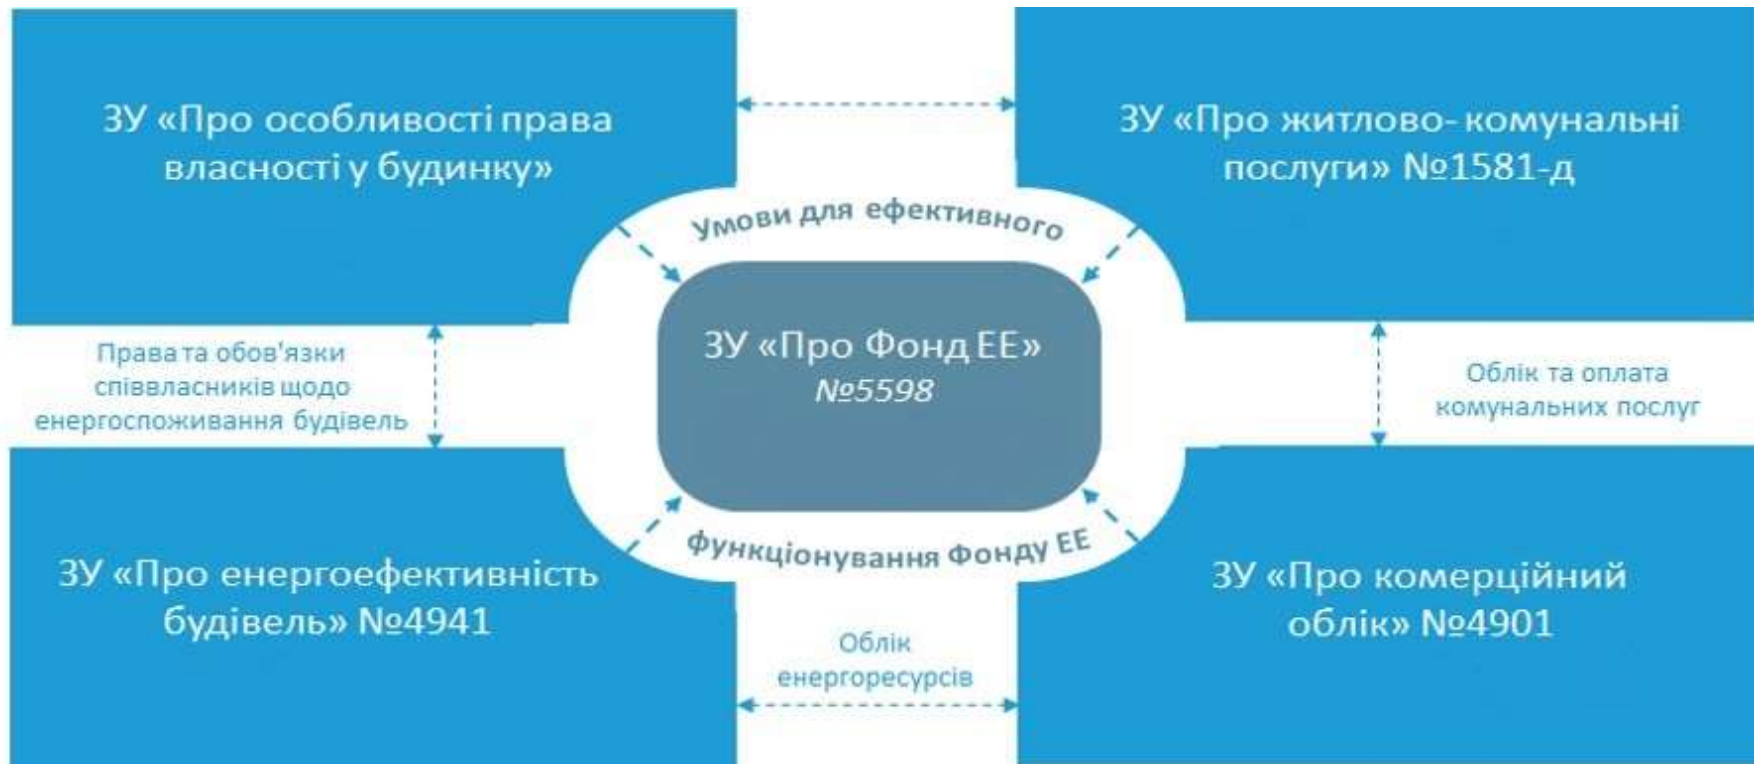 ЗУ «Про особливості права
власності у будинку»
ЗУ «Про житлово-комунальні
послуги» №1581-д
Умови для ефективного
ЗУ «Про Фонд ЕЕ»
№5598
Права та обов'язки
співвласників щодо
енергоспоживання будівель
Облік та оплата
комунальних послуг
функціонування Фонду ЕЕ
ЗУ «Про енергоефективність
будівель» №4941
ЗУ «Про комерційний
облік» №4901
Облік
енергоресурсів